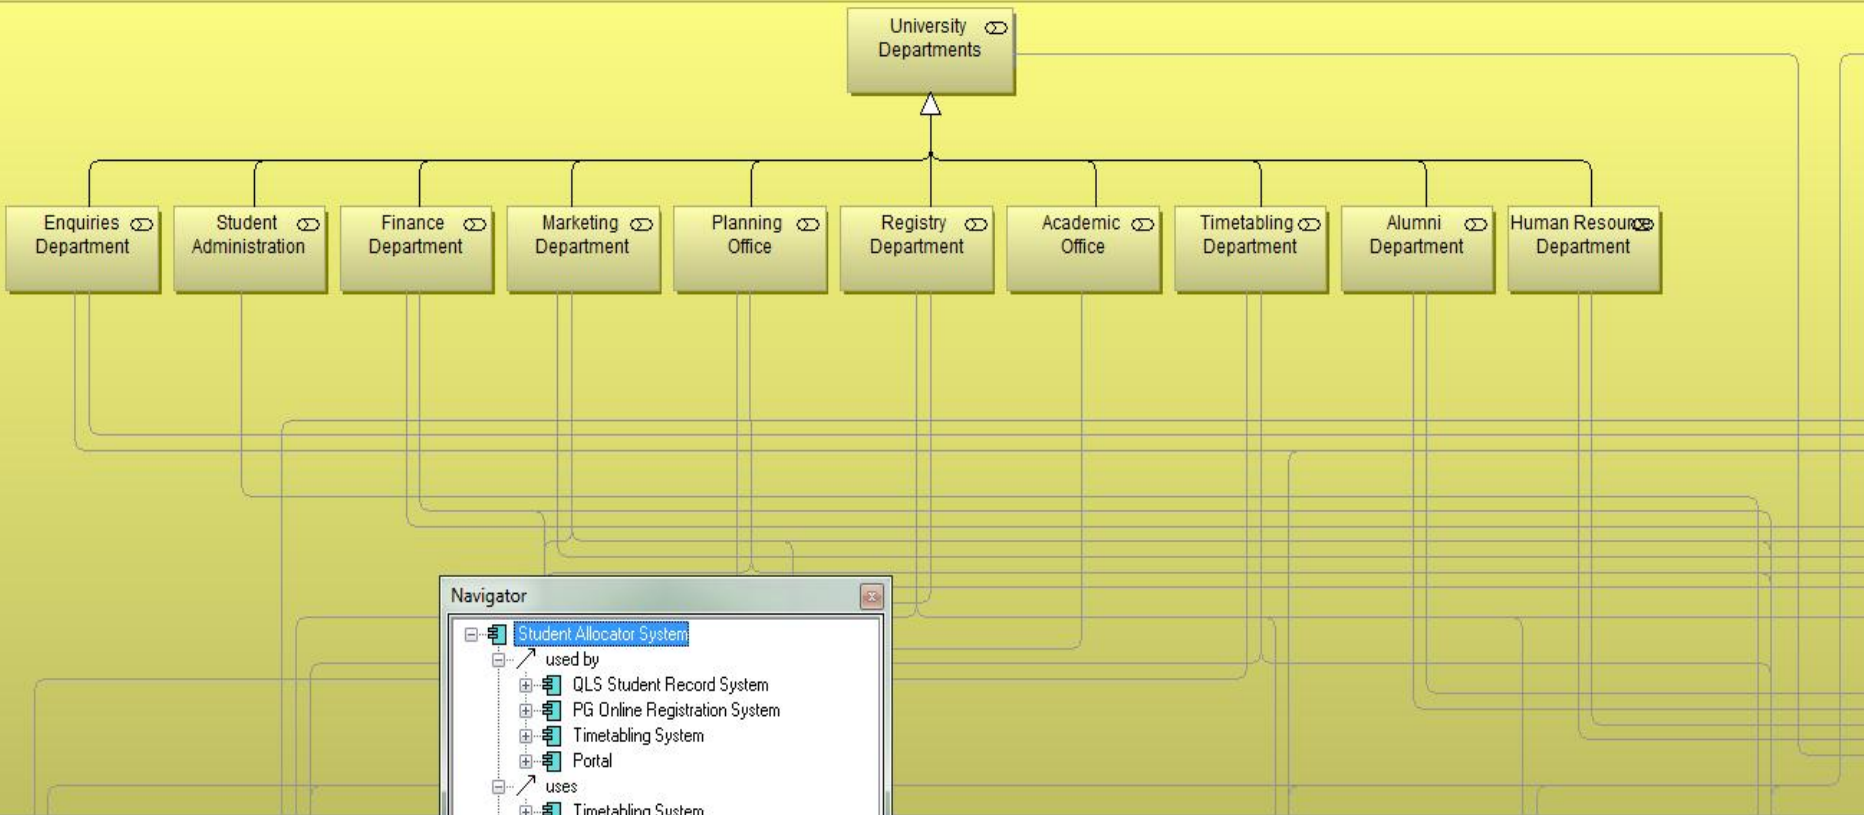 University
Departments
Enquiries
Department
Student
Administration
Finance
Department
Marketing
Department
Planning
Office
Registry
Department
Academic
Office
Timetabling
Department
Alumni
Department
Human Resource
Department
Navigator
Student Allocator System
used by
QLS Student Record System
PG Online Registration System
Timetabling System
Portal
uses
Timetabling System